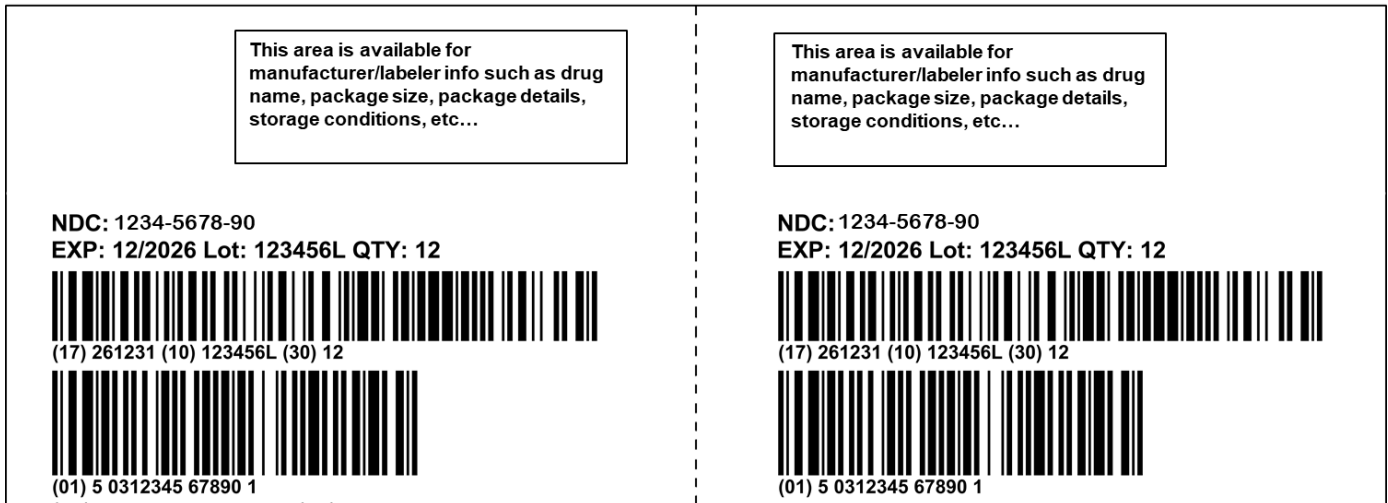 This area is available for
manufacturer/labeler info such as drug
name, package size, package details,
storage conditions, etc…
NDC: 1234-5678-90
EXP: 12/2026 Lot: 123456L QTY: 12
(17) 261231 (10) 123456L (30) 12
(01) 5 0312345 67890 1
This area is available for
manufacturer/labeler info such as drug
name, package size, package details,
storage conditions, etc…
NDC: 1234-5678-90
EXP: 12/2026 Lot: 123456L QTY: 12
(17) 261231 (10) 123456L (30) 12
(01) 5 0312345 67890 1